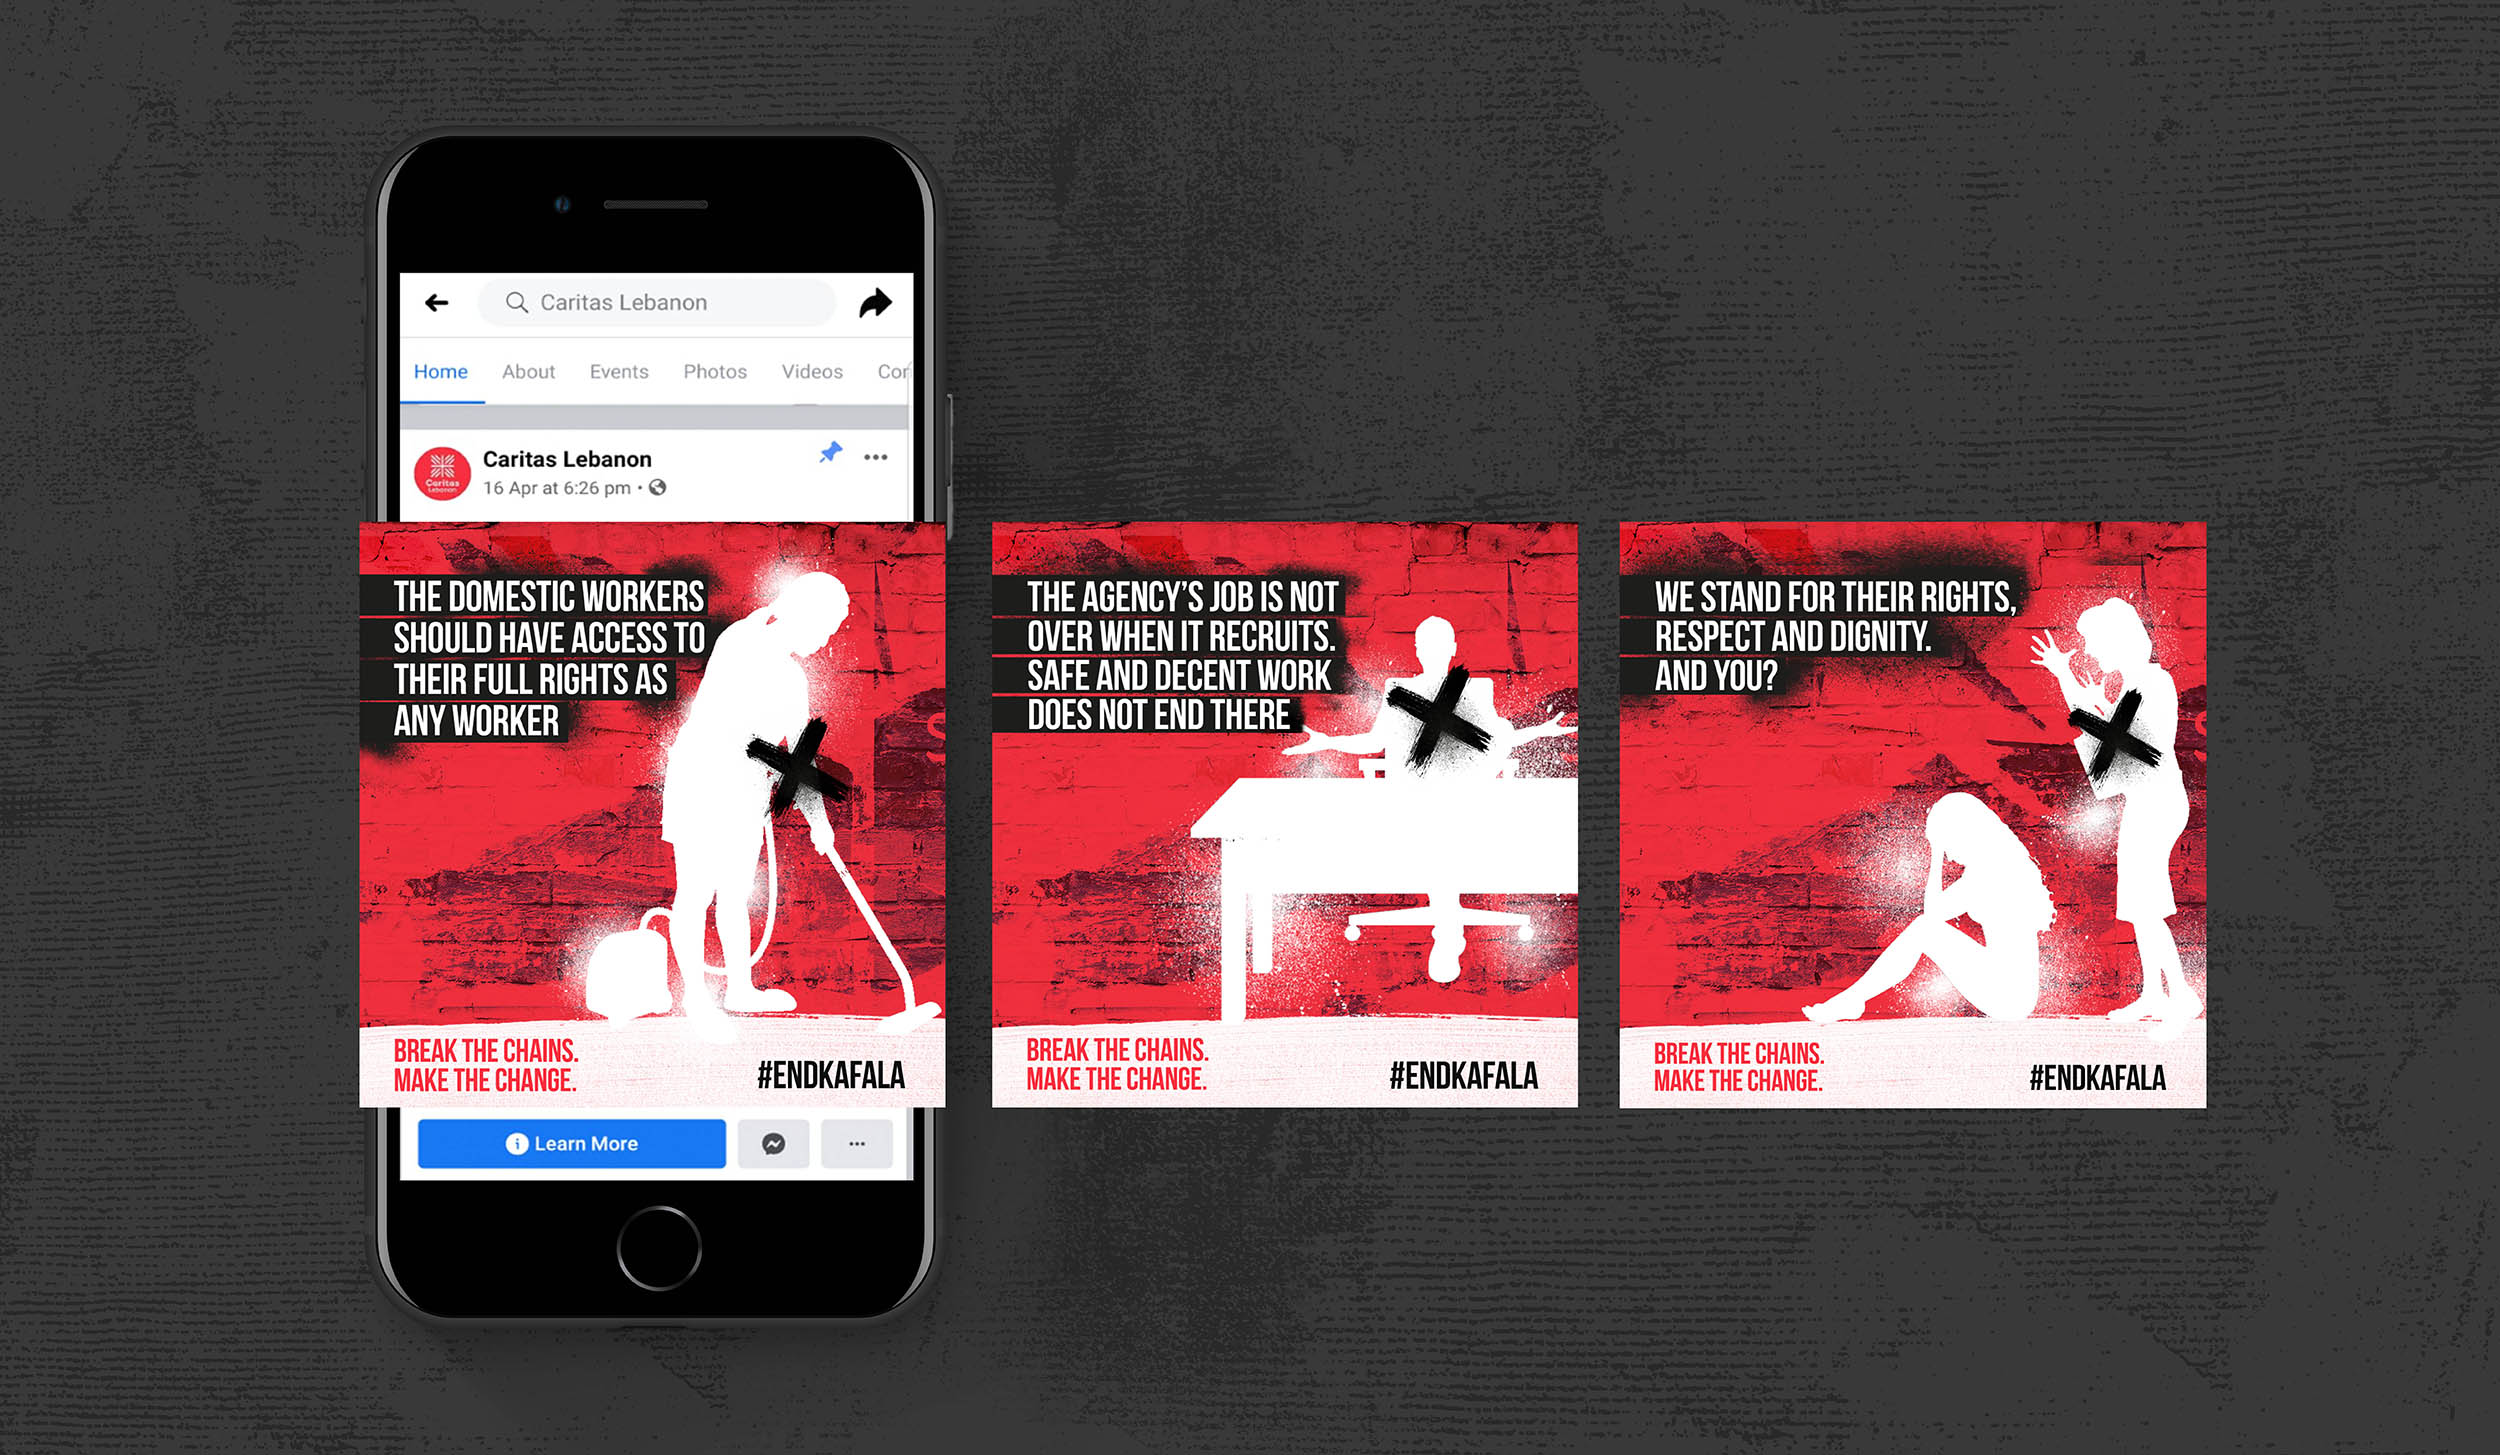 Caritas Lebanon
Home About Events Photos Videos Con
Caritas Lebanon
16 Apr at 6:26 pm
Caritas
Lebanon
THE DOMESTIC WORKERS
SHOULD HAVE ACCESS TO
THEIR FULL RIGHTS AS
ANY WORKER
BREAK THE CHAINS.
MAKE THE CHANGE.
#ENDKAFALA
Learn More
THE AGENCY'S JOB IS NOT
OVER WHEN IT RECRUITS.
SAFE AND DECENT WORK
DOES NOT END THERE
BREAK THE CHAINS.
MAKE THE CHANGE.
#ENDKAFALA
WE STAND FOR THEIR RIGHTS,
RESPECT AND DIGNITY.
AND YOU?
BREAK THE CHAINS.
MAKE THE CHANGE.
#ENDKAFALA